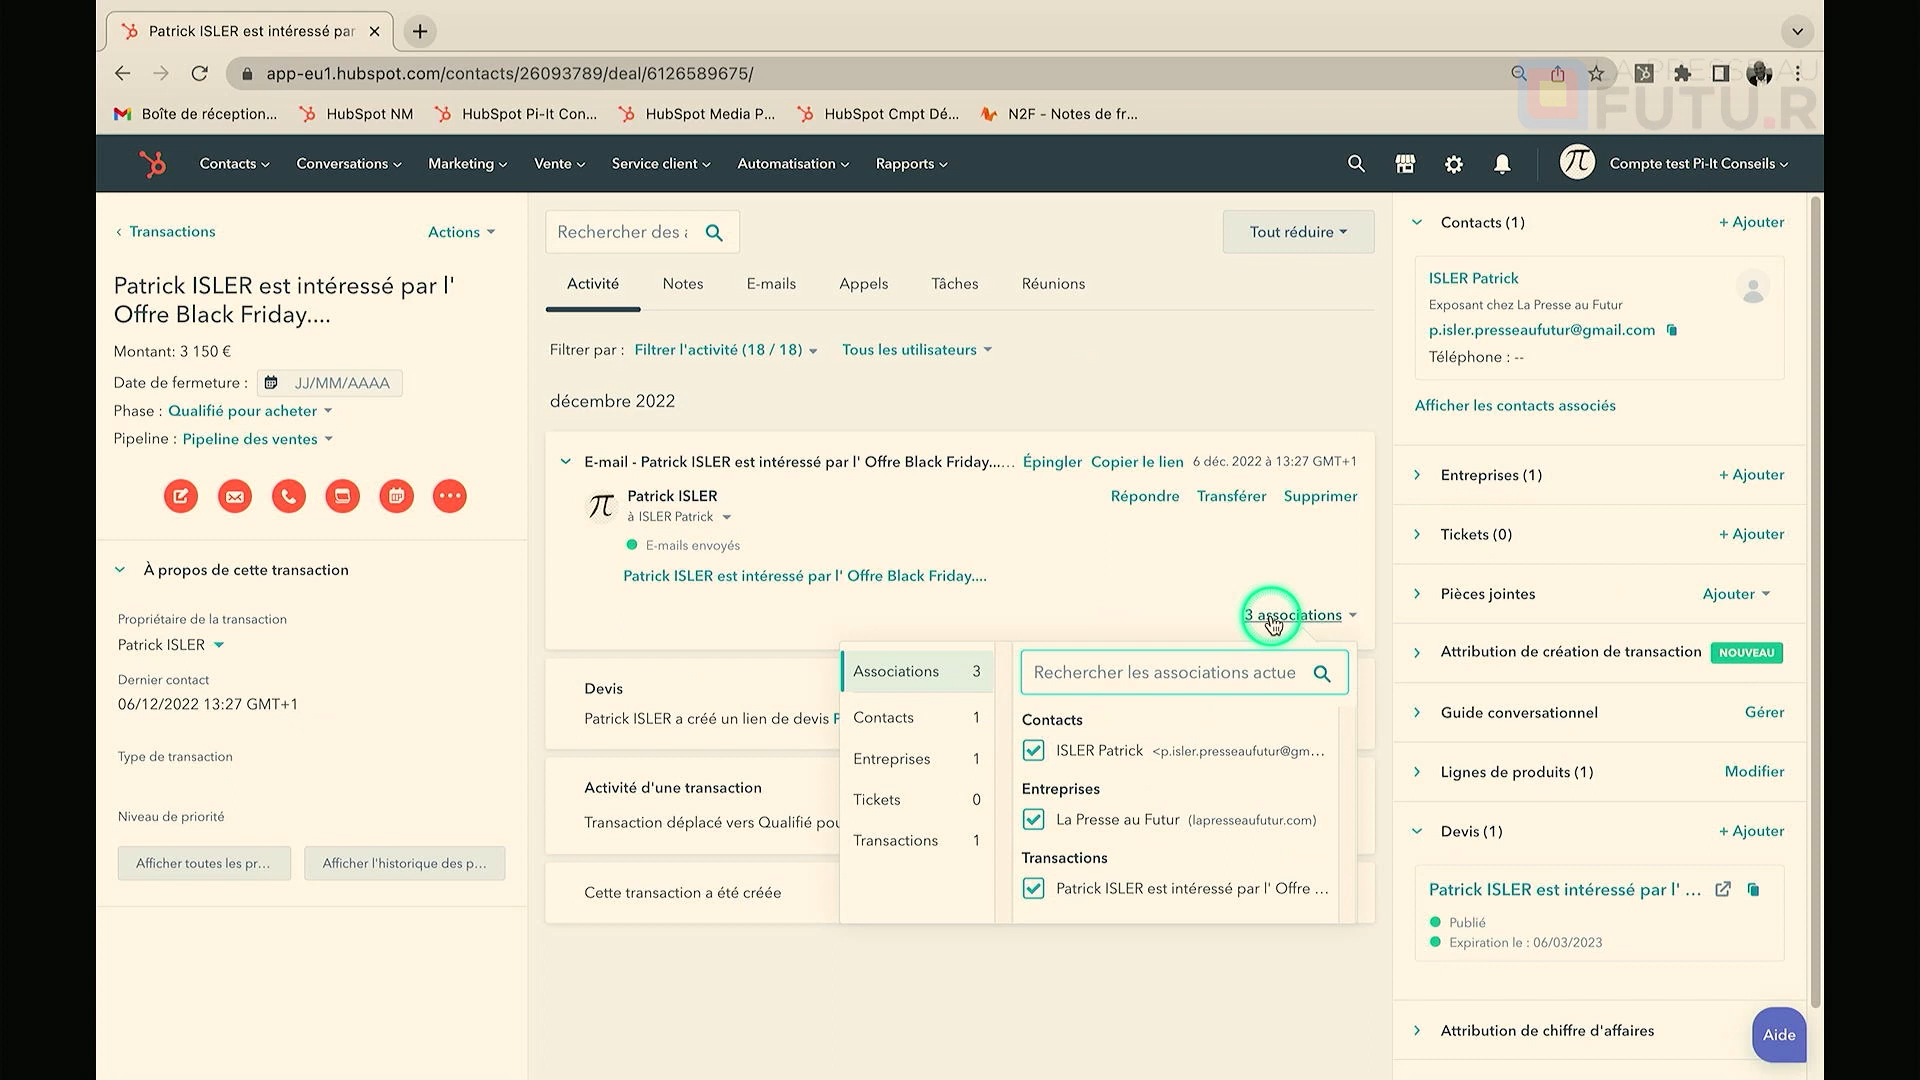 Patrick ISLER est intéressé par
app-eu1.hubspot.com/contacts/26093789/deal/6126589675/
PRESSE AU
FUTU.R
Boîte de réception...
HubSpot NM
HubSpot Pi-It Con...
HubSpot Media P...
HubSpot Cmpt Dé...
N2F - Notes de fr...
Contacts
Conversations
Marketing
Vente
Service client
Automatisation
Rapports
Compte test Pi-It Conseils
Transactions
Actions
Patrick ISLER est intéressé par l'
Offre Black Friday....
Montant: 3 150 €
Date de fermeture : JJ/MM/AAAA
Phase : Qualifié pour acheter
Pipeline : Pipeline des ventes
À propos de cette transaction
Propriétaire de la transaction
Patrick ISLER
Dernier contact
06/12/2022 13:27 GMT+1
Type de transaction
Niveau de priorité
Afficher toutes les pr...
Afficher l'historique des p...
Rechercher des
Tout réduire
Activité
Notes
E-mails
Appels
Tâches
Réunions
Filtrer par : Filtrer l'activité (18 / 18)
Tous les utilisateurs
décembre 2022
E-mail - Patrick ISLER est intéressé par l' Offre Black Friday...… Épingler Copier le lien 6 déc. 2022 à 13:27 GMT+1
Patrick ISLER
Répondre Transférer Supprimer
à ISLER Patrick
E-mails envoyés
Patrick ISLER est intéressé par l' Offre Black Friday....
3 associations
Devis
Patrick ISLER a créé un lien de devis
Activité d'une transaction
Transaction déplacé vers Qualifié pou
Cette transaction a été créée
Associations 3
Contacts 1
Entreprises 1
Tickets 0
Transactions 1
Rechercher les associations actue
Contacts
ISLER Patrick <p.isler.presseaufutur@gm...
Entreprises
La Presse au Futur (lapresseaufutur.com)
Transactions
Patrick ISLER est intéressé par l' Offre ...
Contacts (1)
+ Ajouter
ISLER Patrick
Exposant chez La Presse au Futur
p.isler.presseaufutur@gmail.com
Téléphone : --
Afficher les contacts associés
Entreprises (1)
+ Ajouter
Tickets (0)
+ Ajouter
Pièces jointes
Ajouter
Attribution de création de transaction NOUVEAU
Guide conversationnel
Gérer
Lignes de produits (1)
Modifier
Devis (1)
+ Ajouter
Patrick ISLER est intéressé par l' ...
Publié
Expiration le : 06/03/2023
Attribution de chiffre d'affaires
Aide